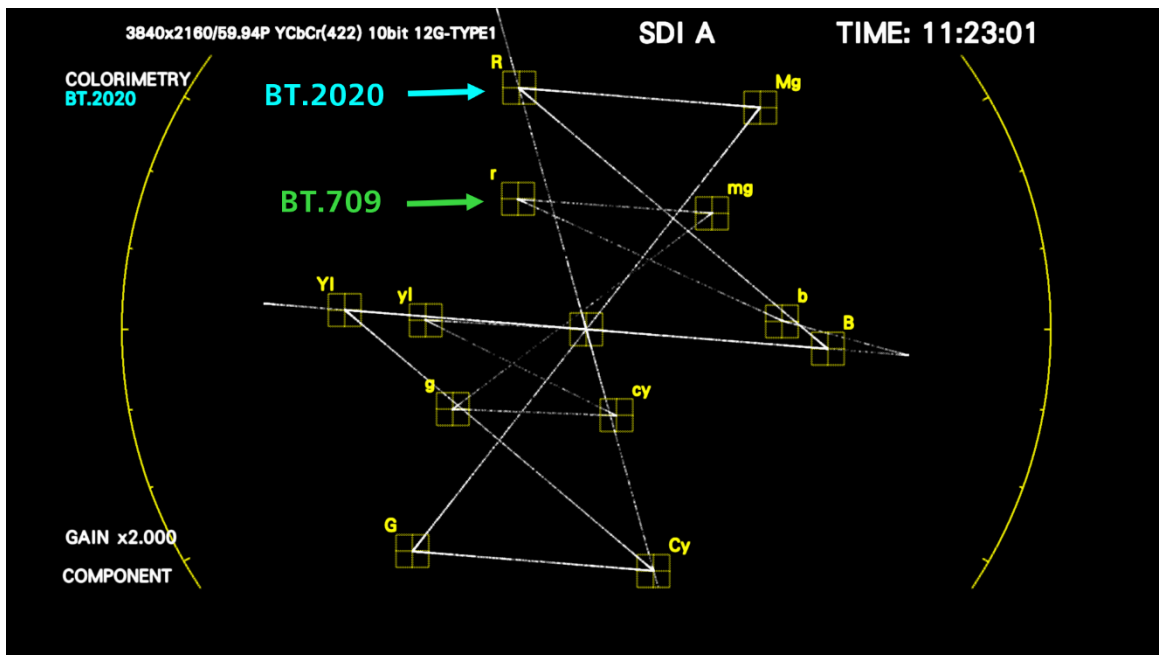 3840x2160/59.94P YCbCr(422) 10bit 12G-TYPE1
SDI A
TIME: 11:23:01
COLORIMETRY
BT.2020
BT.2020
R
Mg
BT.709
r
mg
Yl
yl
b
B
g
cy
G
Cy
GAIN x2.000
COMPONENT